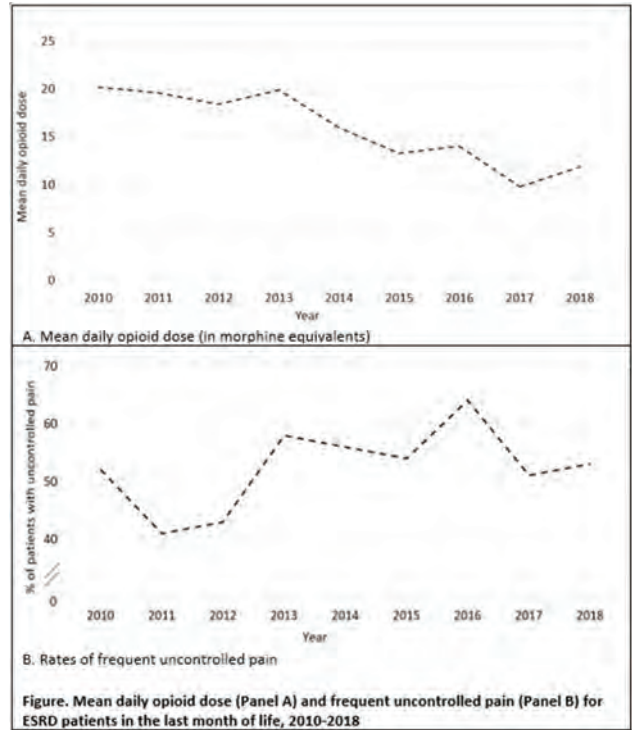 25
20
15
10
5
0
Mean daily opioid dose
2010 2011 2012 2013 2014 2015 2016 2017 2018
Year
A. Mean daily opioid dose (in morphine equivalents)
70
60
50
40
0
% of patients with uncontrolled pain
2010 2011 2012 2013 2014 2015 2016 2017 2018
Year
B. Rates of frequent uncontrolled pain
Figure. Mean daily opioid dose (Panel A) and frequent uncontrolled pain (Panel B) for
ESRD patients in the last month of life, 2010-2018